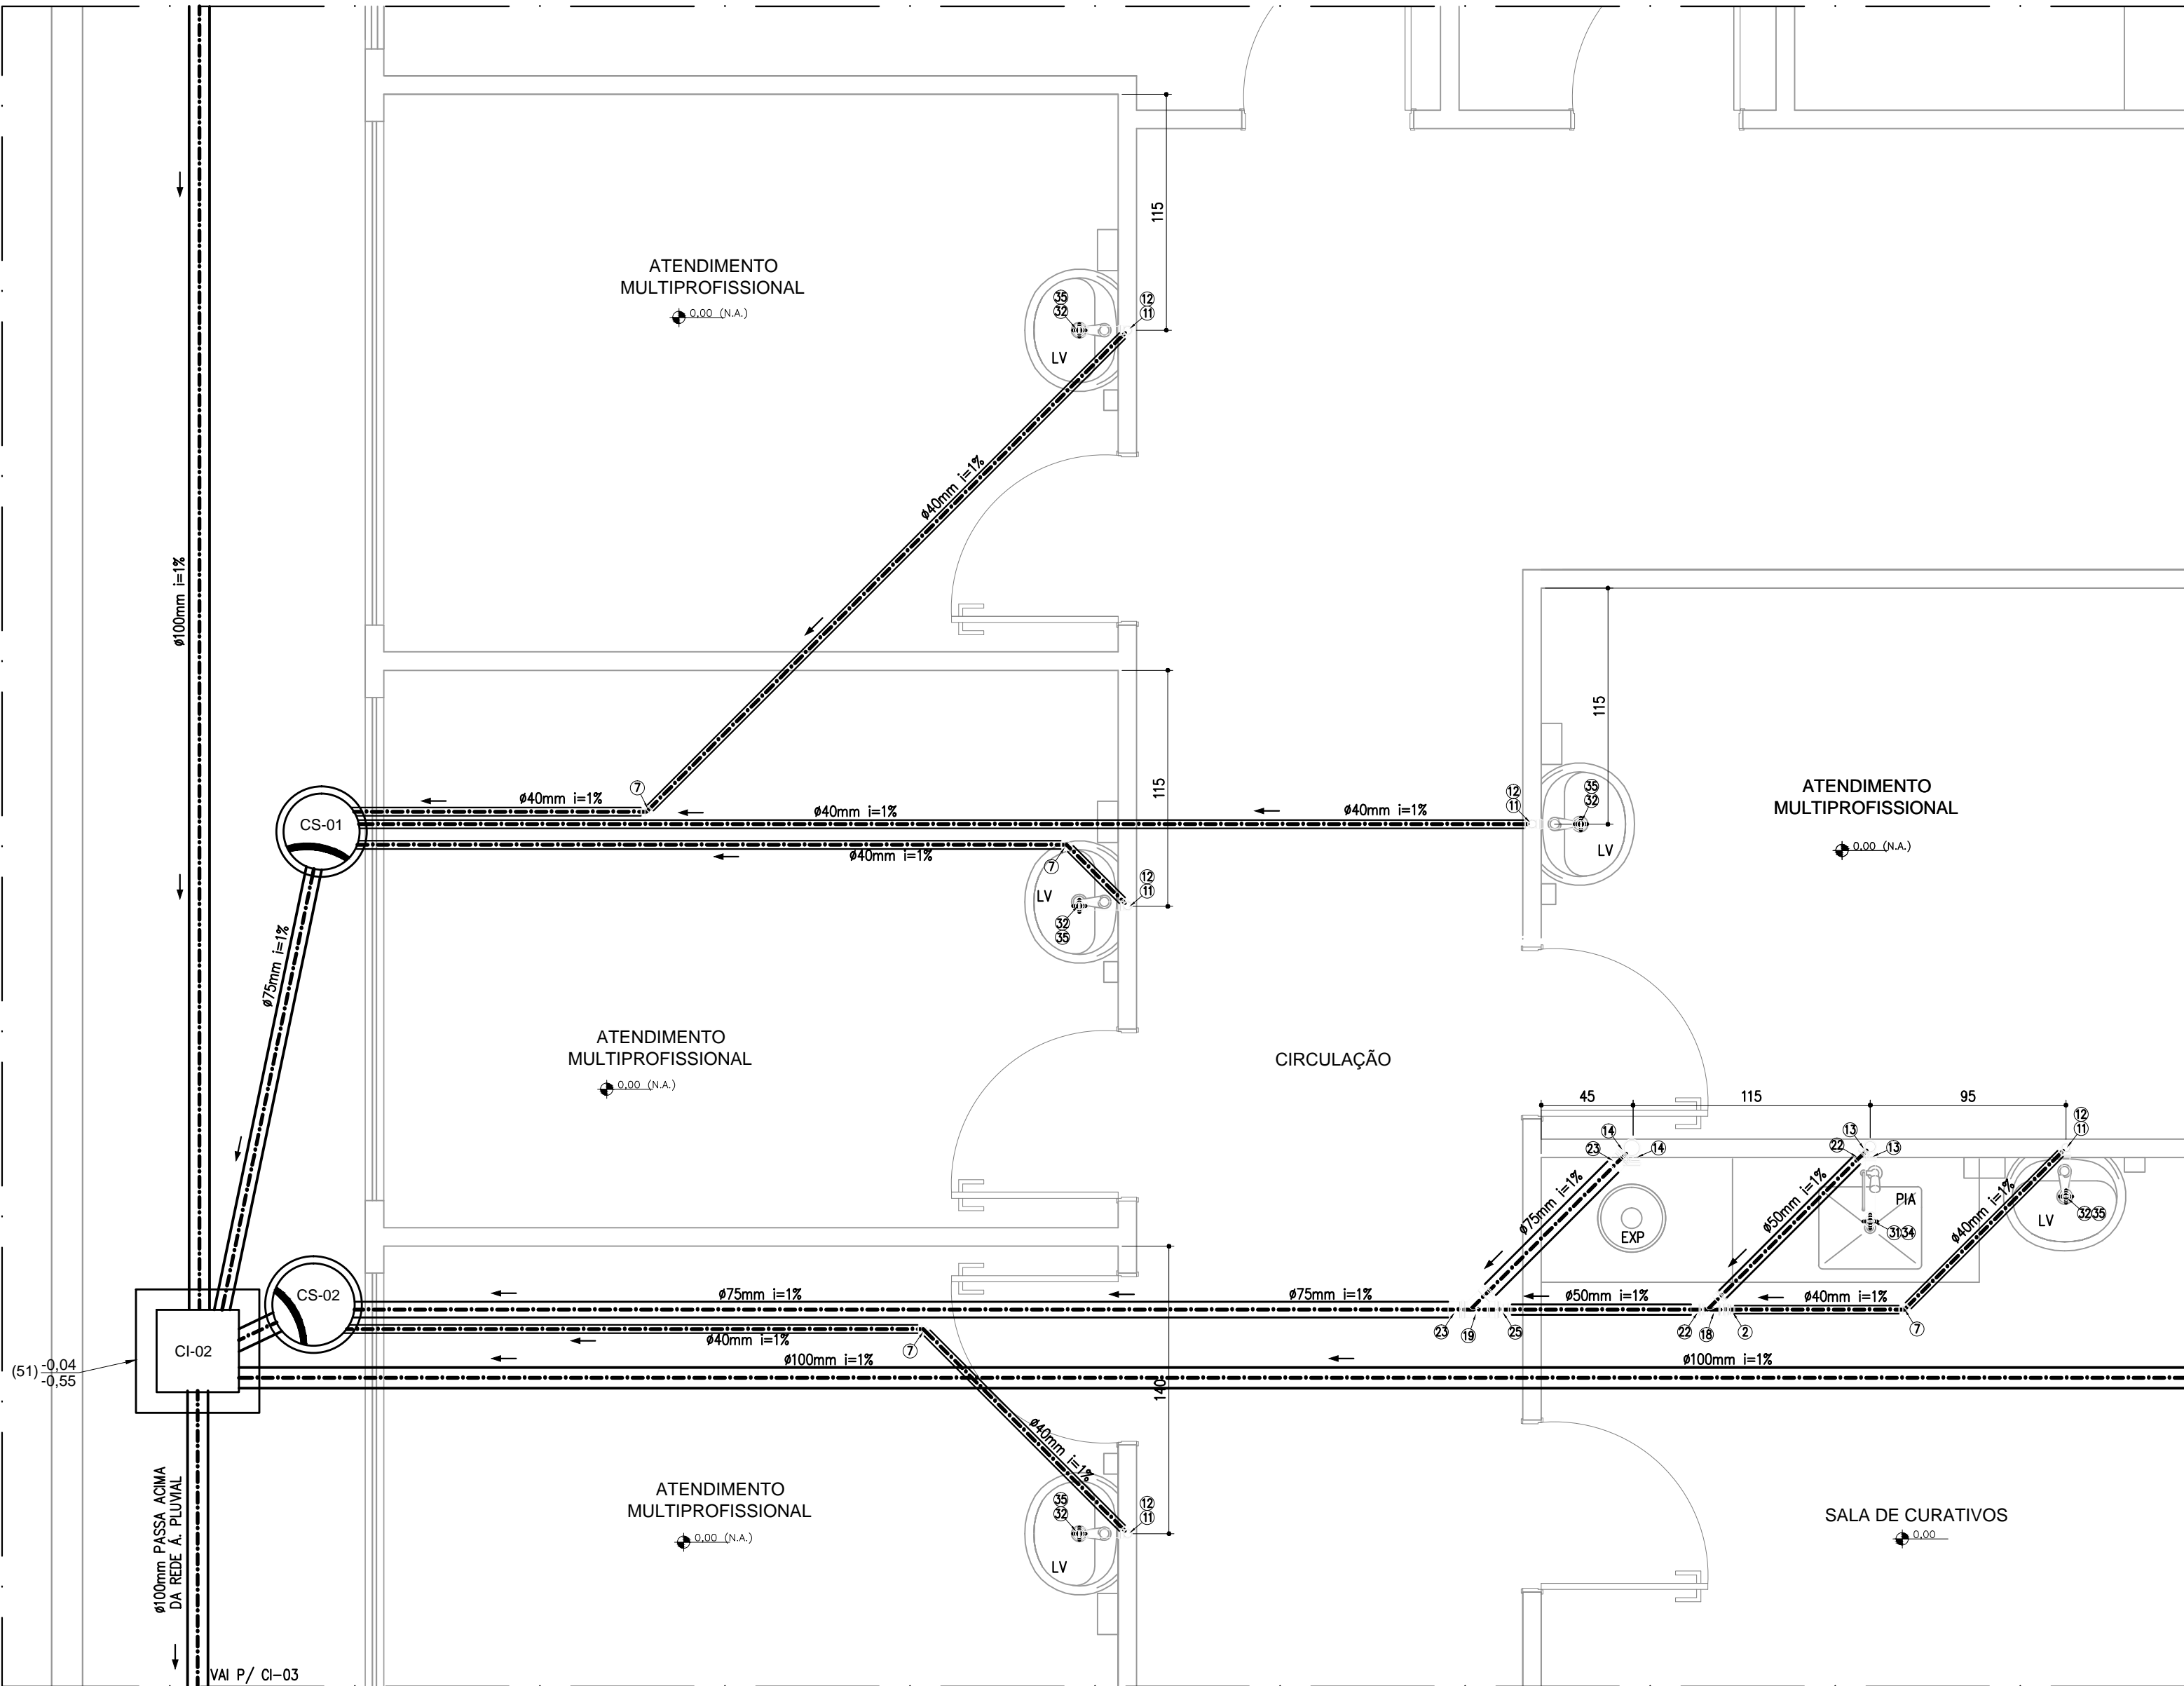 115
ATENDIMENTO
MULTIPROFISSIONAL
0,00 (N.A.)
35
32
12
11
LV
ø40mm i=1%
ø100mm i=1%
115
7
ø40mm i=1%
ø40mm i=1%
ø40mm i=1%
12
11
35
32
LV
ATENDIMENTO
MULTIPROFISSIONAL
0,00 (N.A.)
115
CS-01
ø40mm i=1%
7
12
11
LV
32
35
ø75mm i=1%
ATENDIMENTO
MULTIPROFISSIONAL
0,00 (N.A.)
CIRCULAÇÃO
45
115
95
14
23
14
13
22
13
12
11
ø75mm i=1%
ø50mm i=1%
ø40mm i=1%
EXP
PIA
31
34
LV
32
35
CS-02
ø75mm i=1%
ø75mm i=1%
ø50mm i=1%
ø40mm i=1%
23
19
25
22
18
2
7
ø40mm i=1%
7
CI-02
ø100mm i=1%
ø100mm i=1%
(51)
-0,04
-0,55
140
ø40mm i=1%
ATENDIMENTO
MULTIPROFISSIONAL
0,00 (N.A.)
35
32
12
11
LV
SALA DE CURATIVOS
0,00
ø100mm PASSA ACIMA
DA REDE Á. PLUVIAL
VAI P/ CI-03